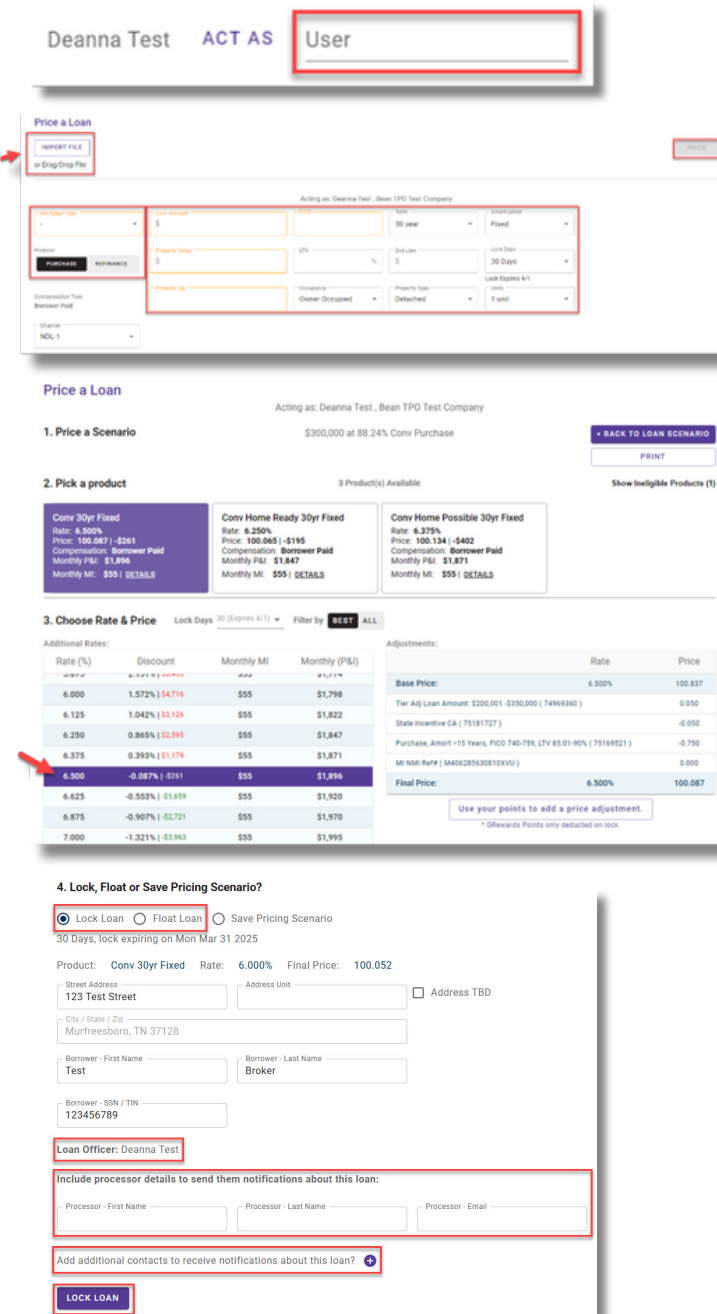 Deanna Test ACT AS User
Price a Loan
IMPORT FILE
or Drag/Drop File
PRICE
Acting as: Deanna Test , Bean TPO Test Company
Mortgage Type Loan Amount FICO Term Amortization
- $ 30 year Fixed
Purpose Property Value LTV 2nd Lien Lock Days
PURCHASE REFINANCE $ % $ 30 Days
Lock Expires 4/1
Property Zip Occupancy Property Type Units
Compensation Type Owner Occupied Detached 1 unit
Borrower Paid
Channel
NDL-1
Price a Loan
Acting as: Deanna Test , Bean TPO Test Company
1. Price a Scenario $300,000 at 88.24% Conv Purchase < BACK TO LOAN SCENARIO
PRINT
2. Pick a product 3 Product(s) Available Show Ineligible Products (1)
Conv 30yr Fixed Conv Home Ready 30yr Fixed Conv Home Possible 30yr Fixed
Rate: 6.500% Rate: 6.250% Rate: 6.375%
Price: 100.087 | -$261 Price: 100.065 | -$195 Price: 100.134 | -$402
Compensation: Borrower Paid Compensation: Borrower Paid Compensation: Borrower Paid
Monthly P&I: $1,896 Monthly P&I: $1,847 Monthly P&I: $1,871
Monthly MI: $55 | DETAILS Monthly MI: $55 | DETAILS Monthly MI: $55 | DETAILS
3. Choose Rate & Price Lock Days 30 (Expires 4/1) Filter by BEST ALL
Additional Rates: Adjustments:
Rate (%) Discount Monthly MI Monthly (P&I) Rate Price
Base Price: 6.500% 100.837
6.000 1.572% | $4,716 $55 $1,798
Tier Adj Loan Amount: $200,001 -$350,000 ( 74969360 ) 0.050
6.125 1.042% | $3,126 $55 $1,822
State Incentive CA ( 75181727 ) -0.050
6.250 0.865% | $2,595 $55 $1,847
Purchase, Amort >15 Years, FICO 740-759, LTV 85.01-90% ( 75169521 ) -0.750
6.375 0.393% | $1,179 $55 $1,871
MI NMI Ref# ( M406285630810XVU ) 0.000
6.500 -0.087% | -$261 $55 $1,896
Final Price: 6.500% 100.087
6.625 -0.553% | -$1,659 $55 $1,920
Use your points to add a price adjustment.
6.875 -0.907% | -$2,721 $55 $1,970
* GRewards Points only deducted on lock.
7.000 -1.321% | -$3,963 $55 $1,995
4. Lock, Float or Save Pricing Scenario?
Lock Loan Float Loan Save Pricing Scenario
30 Days, lock expiring on Mon Mar 31 2025
Product: Conv 30yr Fixed Rate: 6.000% Final Price: 100.052
Street Address Address Unit
123 Test Street Address TBD
City / State / Zip
Murfreesboro, TN 37128
Borrower - First Name Borrower - Last Name
Test Broker
Borrower - SSN / TIN
123456789
Loan Officer: Deanna Test
Include processor details to send them notifications about this loan:
Processor - First Name Processor - Last Name Processor - Email
Add additional contacts to receive notifications about this loan?
LOCK LOAN